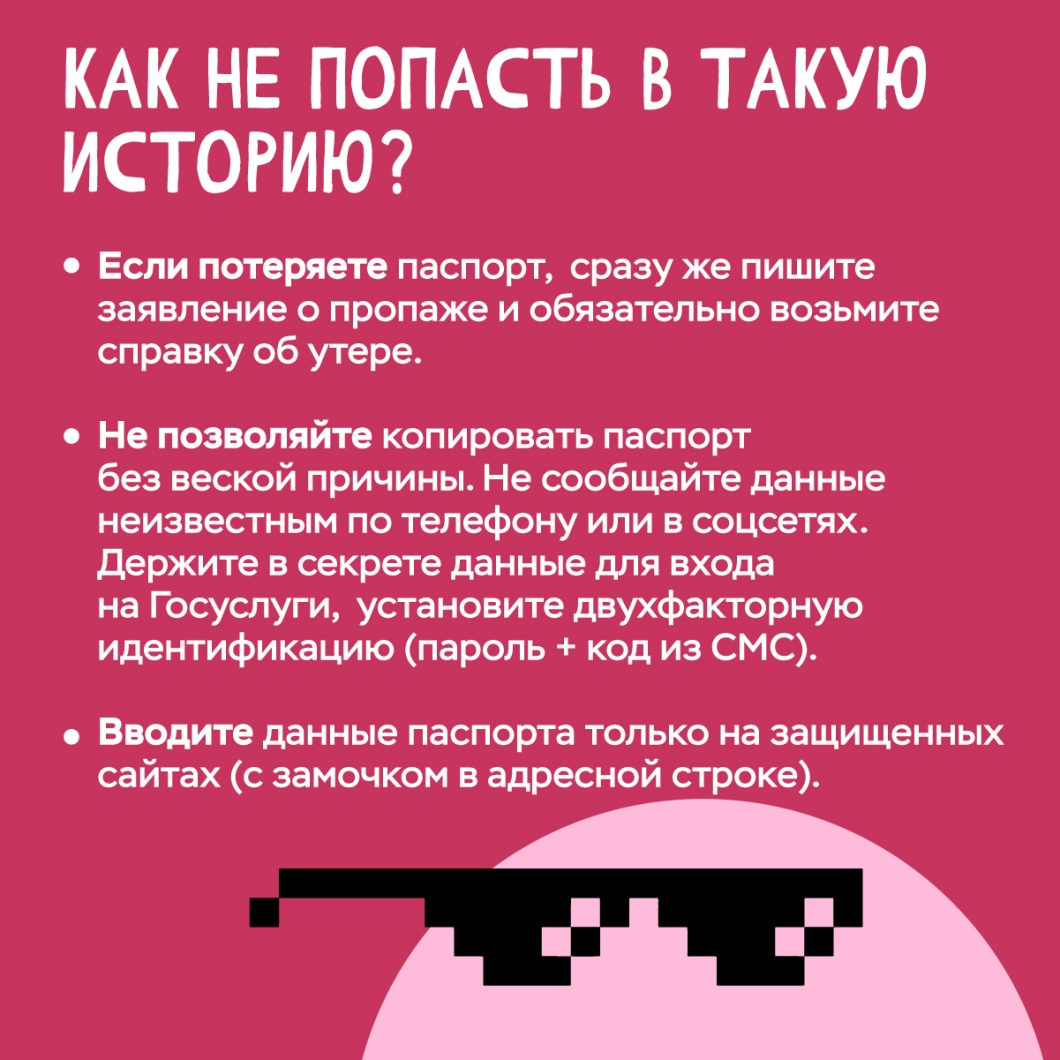 КАК НЕ ПОПАСТЬ В ТАКУЮ
ИСТОРИЮ?
• Если потеряете паспорт, сразу же пишите
заявление о пропаже и обязательно возьмите
справку об утере.
• Не позволяйте копировать паспорт
без веской причины. Не сообщайте данные
неизвестным по телефону или в соцсетях.
Держите в секрете данные для входа
на Госуслуги, установите двухфакторную
идентификацию (пароль + код из СМС).
• Вводите данные паспорта только на защищенных
сайтах (с замочком в адресной строке).